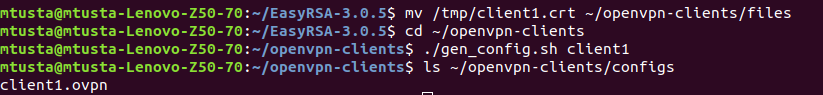 mtusta@mtusta-Lenovo-Z50-70:~/EasyRSA-3.0.5$ mv /tmp/client1.crt ~/openvpn-clients/files
mtusta@mtusta-Lenovo-Z50-70:~/EasyRSA-3.0.5$ cd ~/openvpn-clients
mtusta@mtusta-Lenovo-Z50-70:~/openvpn-clients$ ./gen_config.sh client1
mtusta@mtusta-Lenovo-Z50-70:~/openvpn-clients$ ls ~/openvpn-clients/configs
client1.ovpn